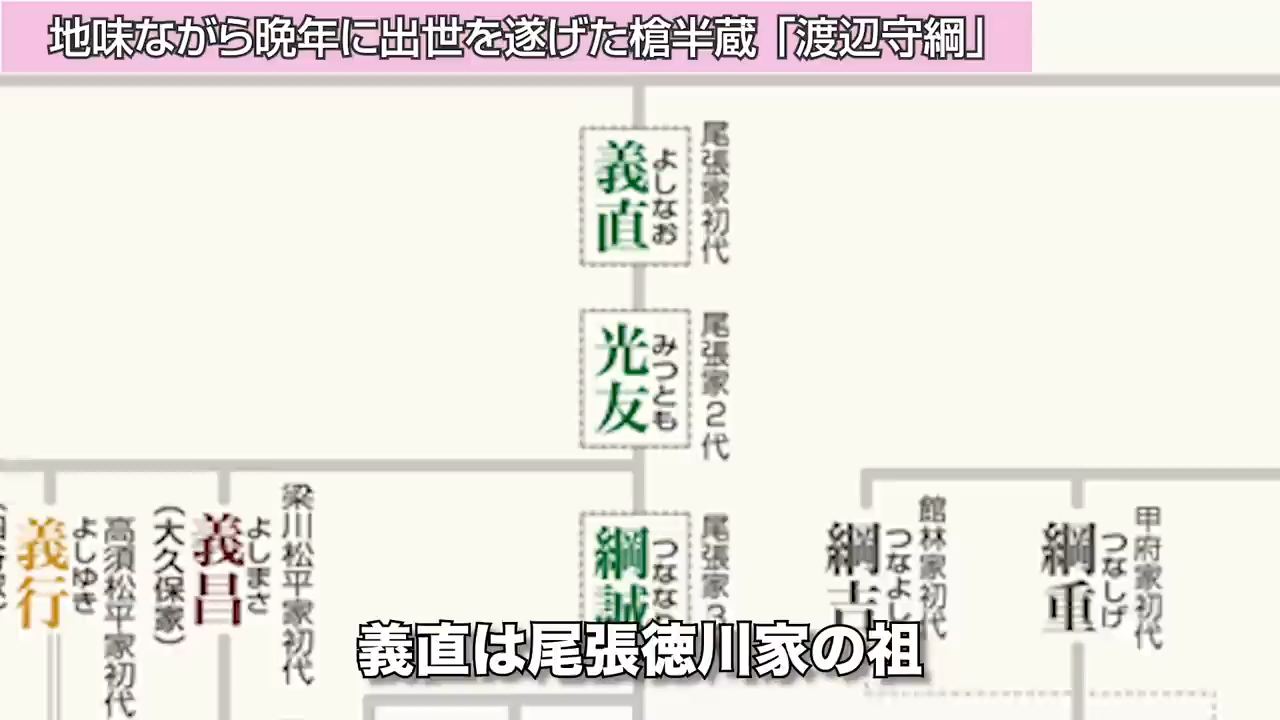 地味ながら晩年に出世を遂げた槍半蔵「渡辺守綱」
尾張家初代
よしなお
義直
尾張家2代
みつとも
光友
尾張家3
つなな
綱誠
甲府家初代
つなしげ
綱重
館林家初代
つなよし
綱吉
梁川松平家初代
よしまさ
義昌
(大久保家)
高須松平家初代
よしゆき
義行
義直は尾張徳川家の祖